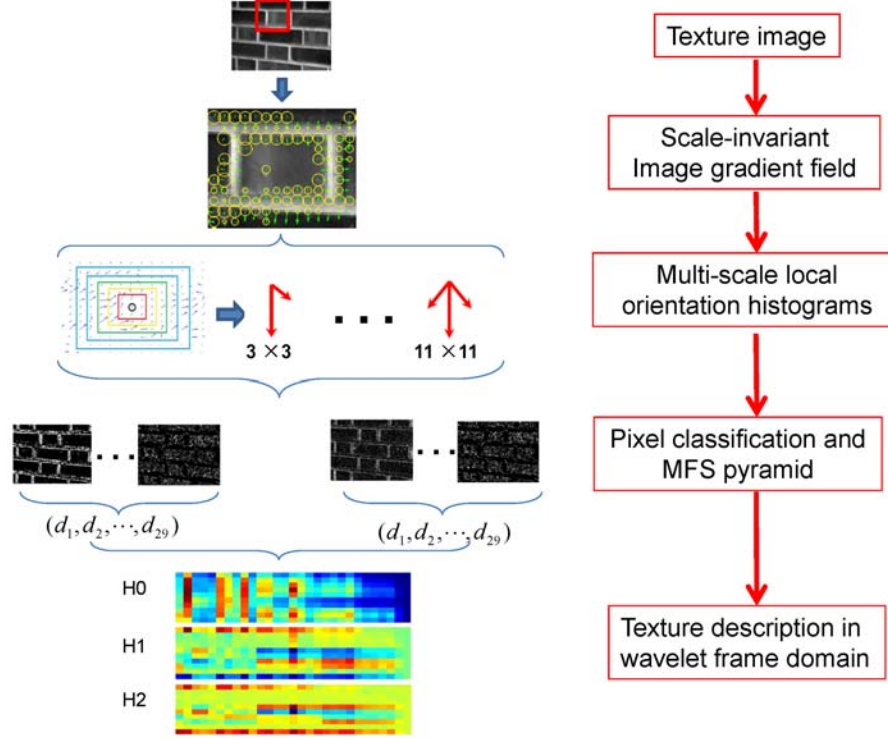 Texture image
Scale-invariant
Image gradient field
3 ×3
11 ×11
Multi-scale local
orientation histograms
Pixel classification and
MFS pyramid
(d₁, d₂, ⋯, d₂₉)
(d₁, d₂, ⋯, d₂₉)
H0
H1
H2
Texture description in
wavelet frame domain